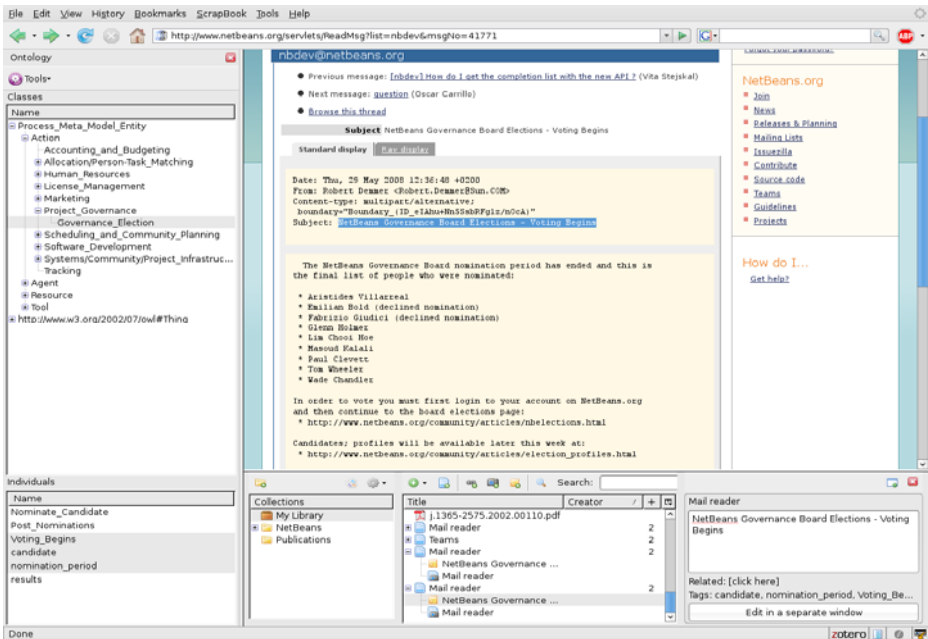 File Edit View History Bookmarks ScrapBook Tools Help
http://www.netbeans.org/servlets/ReadMsg?list=nbdev&msgNo=41771
Ontology
Tools
Classes
Name
Process_Meta_Model_Entity
Action
Accounting_and_Budgeting
Allocation/Person-Task_Matching
Human_Resources
License_Management
Marketing
Project_Governance
Governance_Election
Scheduling_and_Community_Planning
Software_Development
Systems/Community/Project_Infrastruc...
Tracking
Agent
Resource
Tool
http://www.w3.org/2002/07/owl#Thing
Individuals
Name
Nominate_Candidate
Post_Nominations
Voting_Begins
candidate
nomination_period
results
nbdev@netbeans.org
Previous message: [nbdev] How do I get the completion list with the new API ? (Vita Stejskal)
Next message: question (Oscar Carrillo)
Browse this thread
Subject NetBeans Governance Board Elections - Voting Begins
Standard display Raw display
Date: Thu, 29 May 2008 12:36:48 +0200
From: Robert Demmer <Robert.Demmer@Sun.COM>
Content-type: multipart/alternative;
Subject: NetBeans Governance Board Elections - Voting Begins
The NetBeans Governance Board nomination period has ended and this is
the final list of people who were nominated:
* Aristides Villarreal
* Emilian Bold (declined nomination)
* Fabrizio Giudici (declined nomination)
* Glenn Holmer
* Lim Chooi Hoe
* Masoud Kalali
* Paul Clevett
* Tom Wheeler
* Wade Chandler
In order to vote you must first login to your account on NetBeans.org
and then continue to the board elections page:
* http://www.netbeans.org/community/articles/nbelections.html
Candidates; profiles will be available later this week at:
* http://www.netbeans.org/community/articles/election_profiles.html
Forgot your password?
NetBeans.org
Join
News
Releases & Planning
Mailing Lists
Issuezilla
Contribute
Source code
Teams
Guidelines
Projects
How do I...
Get help?
Search:
Collections
My Library
NetBeans
Publications
Title Creator
j.1365-2575.2002.00110.pdf
Mail reader 2
Teams 2
Mail reader 2
NetBeans Governance ...
Mail reader
Mail reader 2
NetBeans Governance ...
Mail reader
Mail reader
NetBeans Governance Board Elections - Voting
Begins
Related: [click here]
Tags: candidate, nomination_period, Voting_Be...
Edit in a separate window
Done
zotero